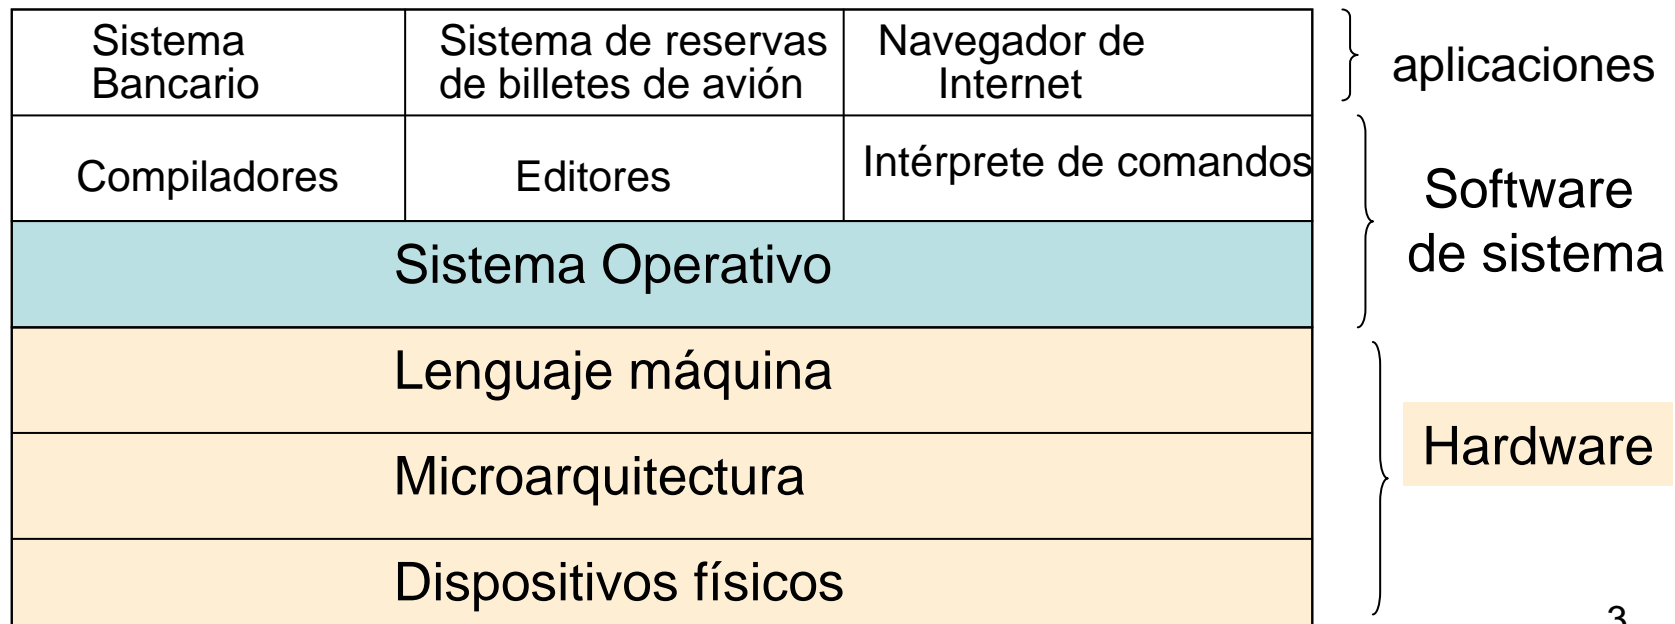 Sistema
Bancario
Sistema de reservas
de billetes de avión
Navegador de
Internet
aplicaciones
Compiladores
Editores
Intérprete de comandos
Software
de sistema
Sistema Operativo
Lenguaje máquina
Microarquitectura
Dispositivos físicos
Hardware
3